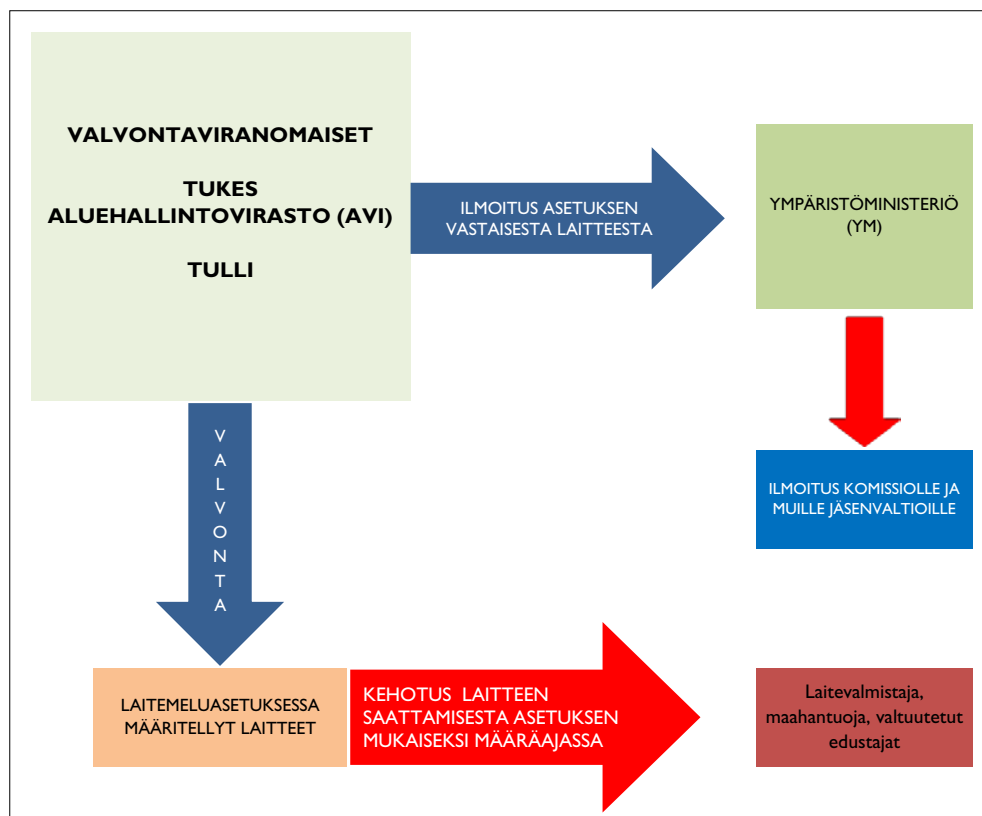 VALVONTAVIRANOMAISET
TUKES
ALUEHALLINTOVIRASTO (AVI)
TULLI
ILMOITUS ASETUKSEN
VASTAISESTA LAITTEESTA
YMPÄRISTÖMINISTERIÖ
(YM)
V
A
L
V
O
N
T
A
ILMOITUS KOMISSIOLLE JA
MUILLE JÄSENVALTIOILLE
LAITEMELUASETUKSESSA
MÄÄRITELLYT LAITTEET
KEHOTUS LAITTEEN
SAATTAMISESTA ASETUKSEN
MUKAISEKSI MÄÄRÄAJASSA
Laitevalmistaja,
maahantuoja, valtuutetut
edustajat